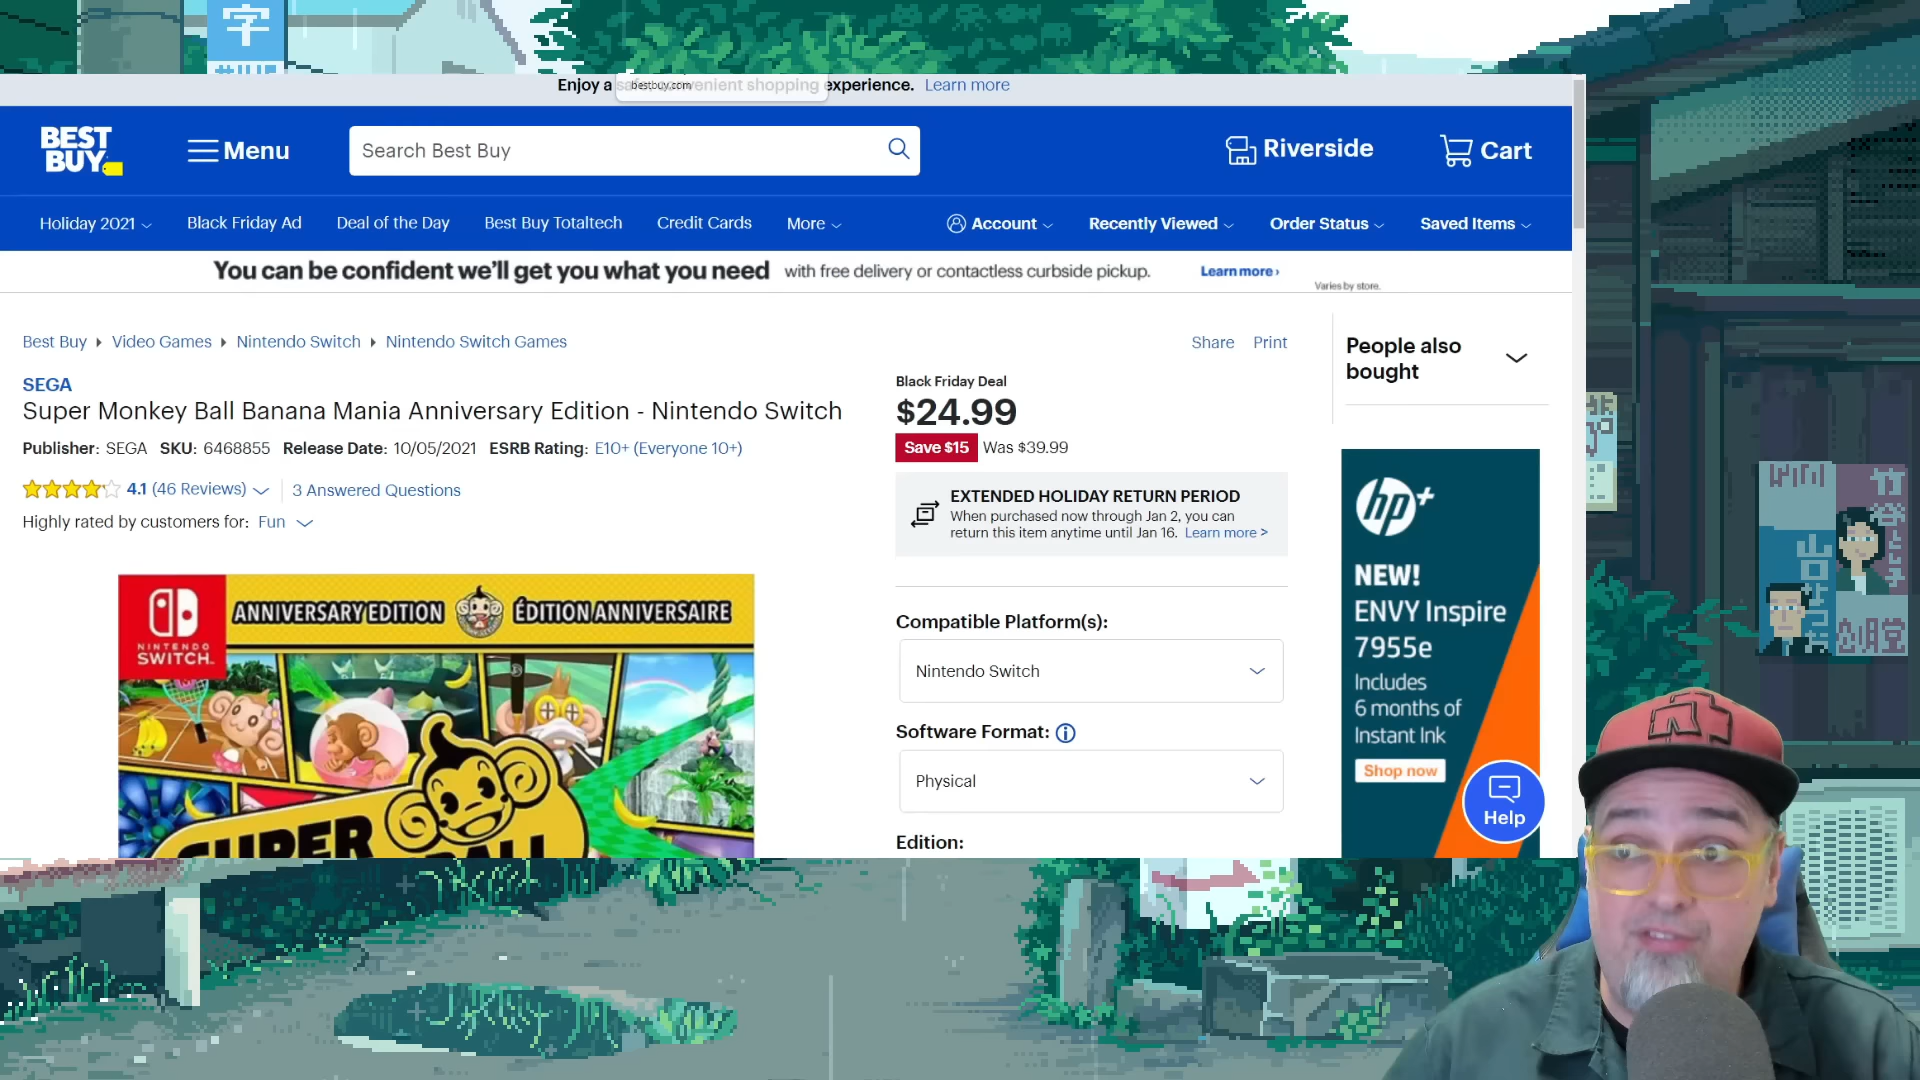 字
Enjoy a safe, convenient shopping experience. Learn more
bestbuy.com
BEST BUY
Menu
Search Best Buy
Riverside
Cart
Holiday 2021
Black Friday Ad
Deal of the Day
Best Buy Totaltech
Credit Cards
More
Account
Recently Viewed
Order Status
Saved Items
You can be confident we'll get you what you need with free delivery or contactless curbside pickup. Learn more ›
Varies by store.
Best Buy
Video Games
Nintendo Switch
Nintendo Switch Games
Share
Print
SEGA
Super Monkey Ball Banana Mania Anniversary Edition - Nintendo Switch
Publisher: SEGA SKU: 6468855 Release Date: 10/05/2021 ESRB Rating: E10+ (Everyone 10+)
4.1 (46 Reviews)
3 Answered Questions
Highly rated by customers for: Fun
NINTENDO
SWITCH
ANNIVERSARY EDITION
ÉDITION ANNIVERSAIRE
SUPER
BALL
Black Friday Deal
$24.99
Save $15 Was $39.99
EXTENDED HOLIDAY RETURN PERIOD
When purchased now through Jan 2, you can
return this item anytime until Jan 16. Learn more >
Compatible Platform(s):
Nintendo Switch
Software Format:
Physical
Edition:
People also
bought
hp+
NEW!
ENVY Inspire
7955e
Includes
6 months of
Instant Ink
Shop now
Help